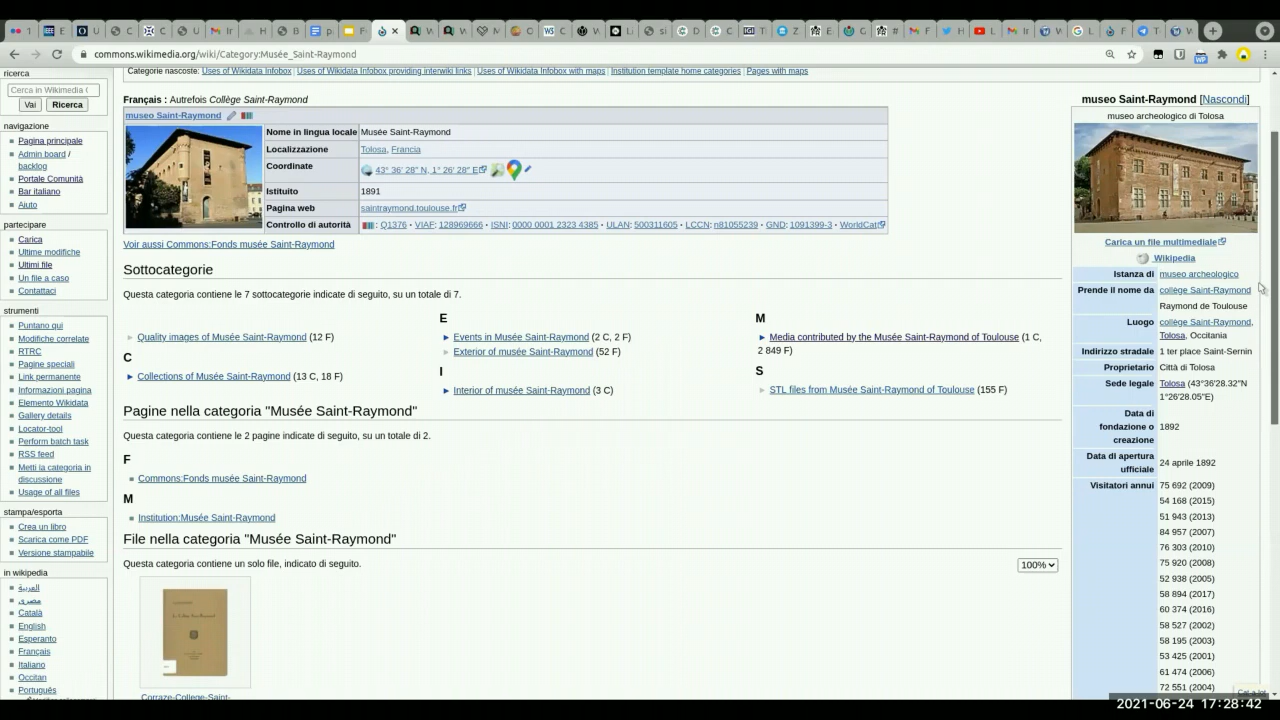 commons.wikimedia.org/wiki/Category:Musée_Saint-Raymond
ricerca
Cerca in Wikimedia C
Vai Ricerca
navigazione
Pagina principale
Admin board /
backlog
Portale Comunità
Bar italiano
Aiuto
partecipare
Carica
Ultime modifiche
Ultimi file
Un file a caso
Contattaci
strumenti
Puntano qui
Modifiche correlate
RTRC
Pagine speciali
Link permanente
Informazioni pagina
Elemento Wikidata
Gallery details
Locator-tool
Perform batch task
RSS feed
Metti la categoria in
discussione
Usage of all files
stampa/esporta
Crea un libro
Scarica come PDF
Versione stampabile
in wikipedia
العربية
مصرى
Català
English
Esperanto
Français
Italiano
Occitan
Português
Categorie nascoste: Uses of Wikidata Infobox | Uses of Wikidata Infobox providing interwiki links | Uses of Wikidata Infobox with maps | Institution template home categories | Pages with maps
Français : Autrefois Collège Saint-Raymond
museo Saint-Raymond
Nome in lingua locale Musée Saint-Raymond
Localizzazione Tolosa, Francia
Coordinate 43° 36′ 28″ N, 1° 26′ 28″ E
Istituito 1891
Pagina web saintraymond.toulouse.fr
Controllo di autorità : Q1376 • VIAF: 128969666 • ISNI: 0000 0001 2323 4385 • ULAN: 500311605 • LCCN: n81055239 • GND: 1091399-3 • WorldCat
Voir aussi Commons:Fonds musée Saint-Raymond
Sottocategorie
Questa categoria contiene le 7 sottocategorie indicate di seguito, su un totale di 7.
► Quality images of Musée Saint-Raymond (12 F)
C
► Collections of Musée Saint-Raymond (13 C, 18 F)
E
► Events in Musée Saint-Raymond (2 C, 2 F)
► Exterior of musée Saint-Raymond (52 F)
I
► Interior of musée Saint-Raymond (3 C)
M
► Media contributed by the Musée Saint-Raymond of Toulouse (1 C,
2 849 F)
S
► STL files from Musée Saint-Raymond of Toulouse (155 F)
Pagine nella categoria "Musée Saint-Raymond"
Questa categoria contiene le 2 pagine indicate di seguito, su un totale di 2.
F
Commons:Fonds musée Saint-Raymond
M
Institution:Musée Saint-Raymond
File nella categoria "Musée Saint-Raymond"
Questa categoria contiene un solo file, indicato di seguito.
100%
Corraze-College-Saint-
museo Saint-Raymond [Nascondi]
museo archeologico di Tolosa
Carica un file multimediale
Wikipedia
Istanza di museo archeologico
Prende il nome da collège Saint-Raymond
Raymond de Toulouse
Luogo collège Saint-Raymond,
Tolosa, Occitania
Indirizzo stradale 1 ter place Saint-Sernin
Proprietario Città di Tolosa
Sede legale Tolosa (43°36′28.32″N
1°26′28.05″E)
Data di
fondazione o
creazione 1892
Data di apertura
ufficiale 24 aprile 1892
Visitatori annui 75 692 (2009)
54 168 (2015)
51 943 (2013)
84 957 (2007)
76 303 (2010)
75 920 (2008)
52 938 (2005)
58 894 (2017)
60 374 (2016)
58 527 (2002)
58 195 (2003)
53 425 (2001)
61 474 (2006)
72 551 (2004)
Cat-a-lot
2021-06-24 17:28:42